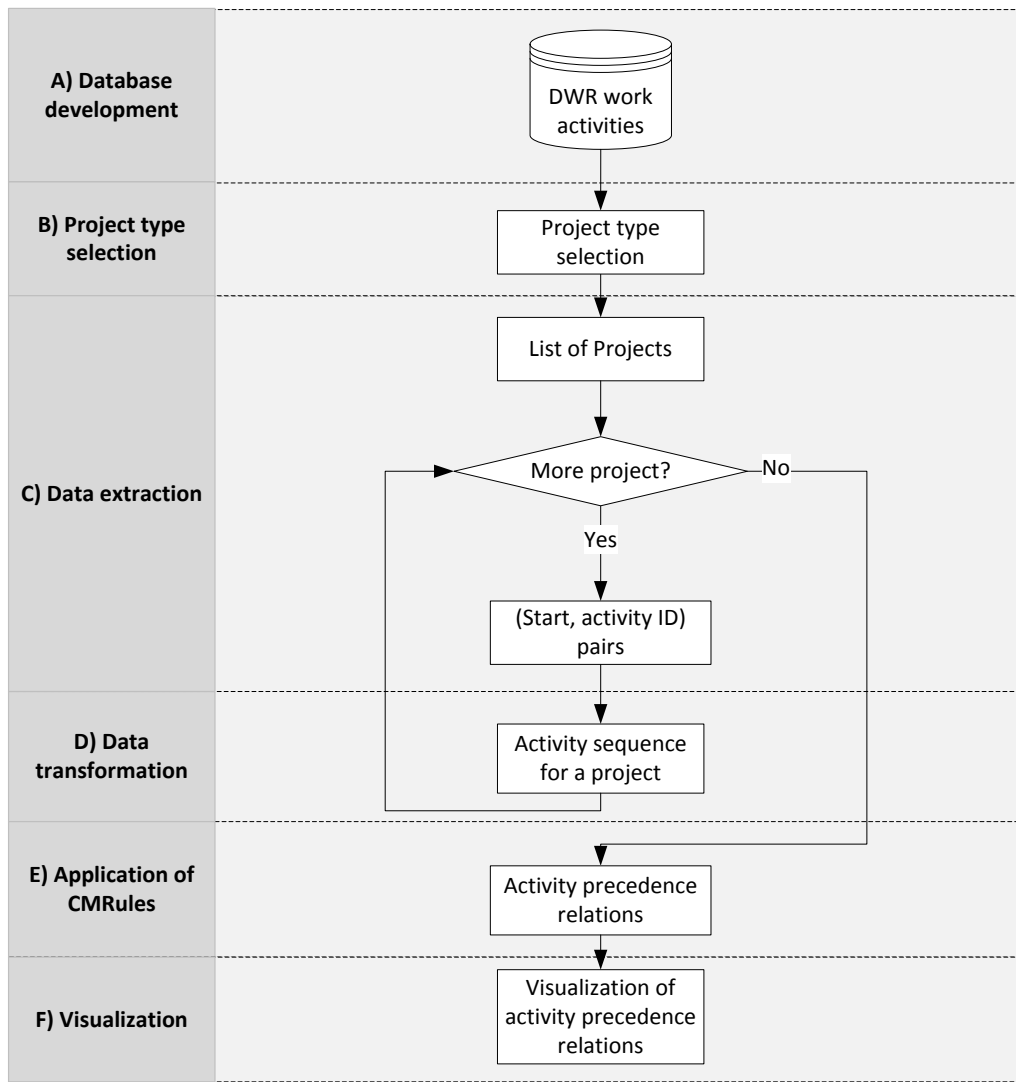 A) Database
development
DWR work
activities
B) Project type
selection
Project type
selection
List of Projects
C) Data extraction
More project?
No
Yes
(Start, activity ID)
pairs
D) Data
transformation
Activity sequence
for a project
E) Application of
CMRules
Activity precedence
relations
F) Visualization
Visualization of
activity precedence
relations